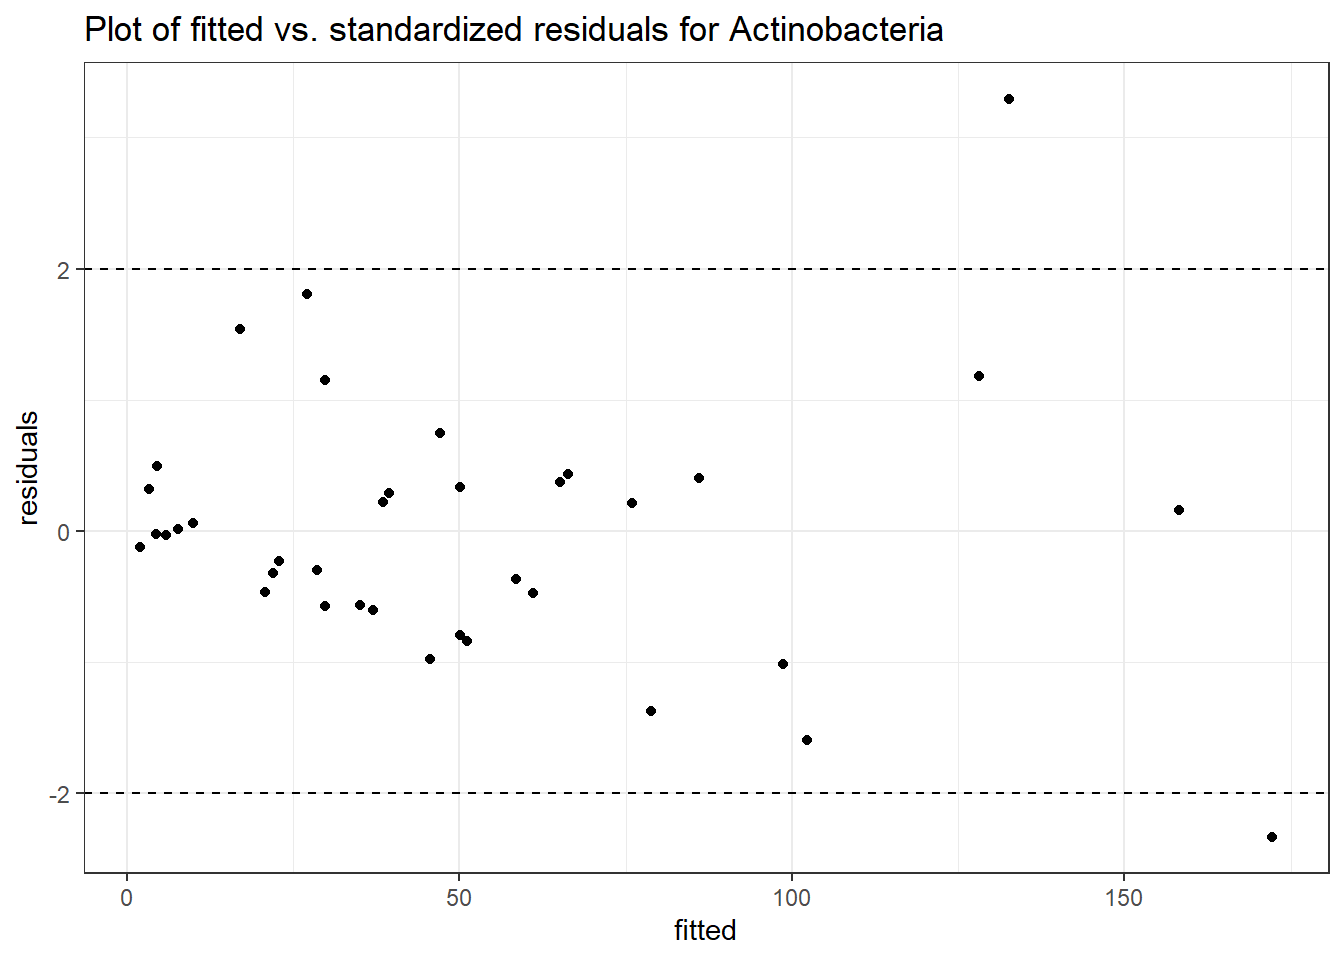 Plot of fitted vs. standardized residuals for Actinobacteria
residuals
2
0
-2
0 50 100 150
fitted